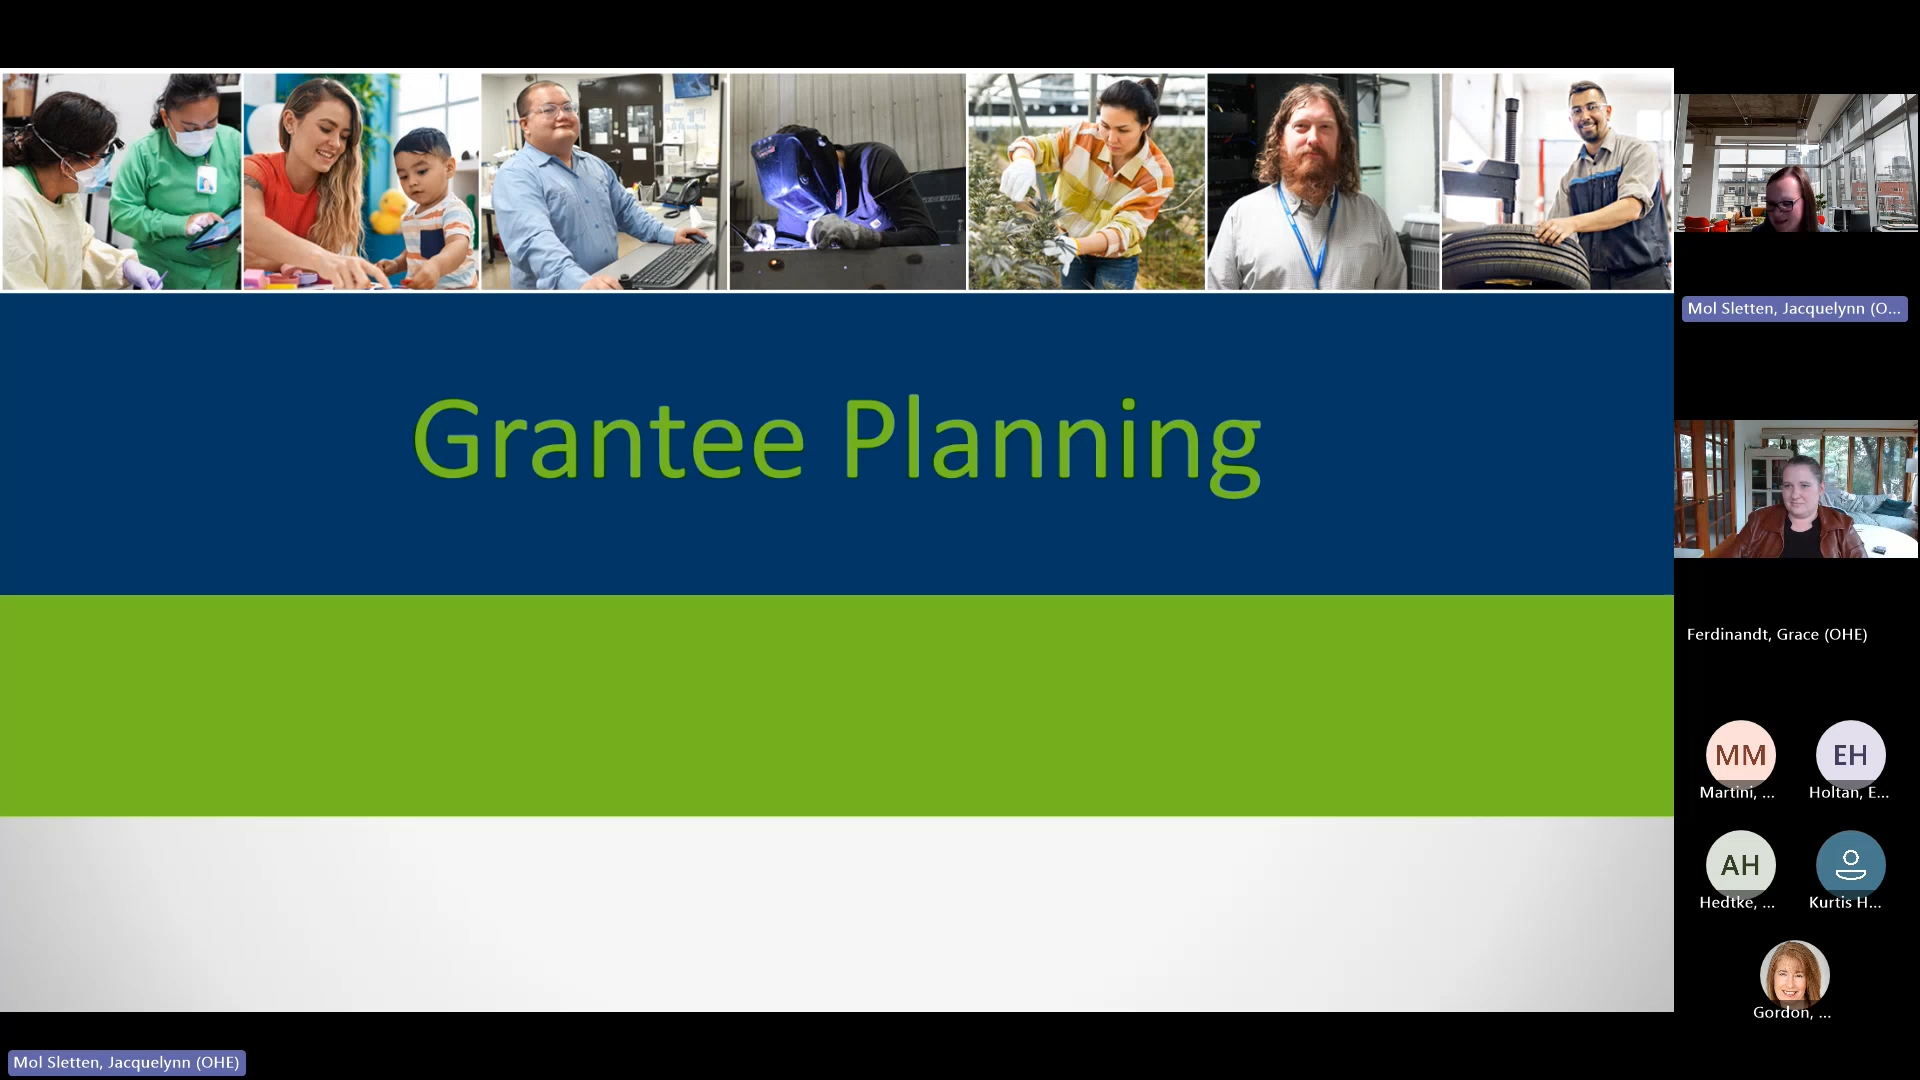 Grantee Planning
Mol Sletten, Jacquelynn (O...
Ferdinandt, Grace (OHE)
MM
EH
Martini, ...
Holtan, E...
AH
Hedtke, ...
Kurtis H...
Gordon, ...
Mol Sletten, Jacquelynn (OHE)